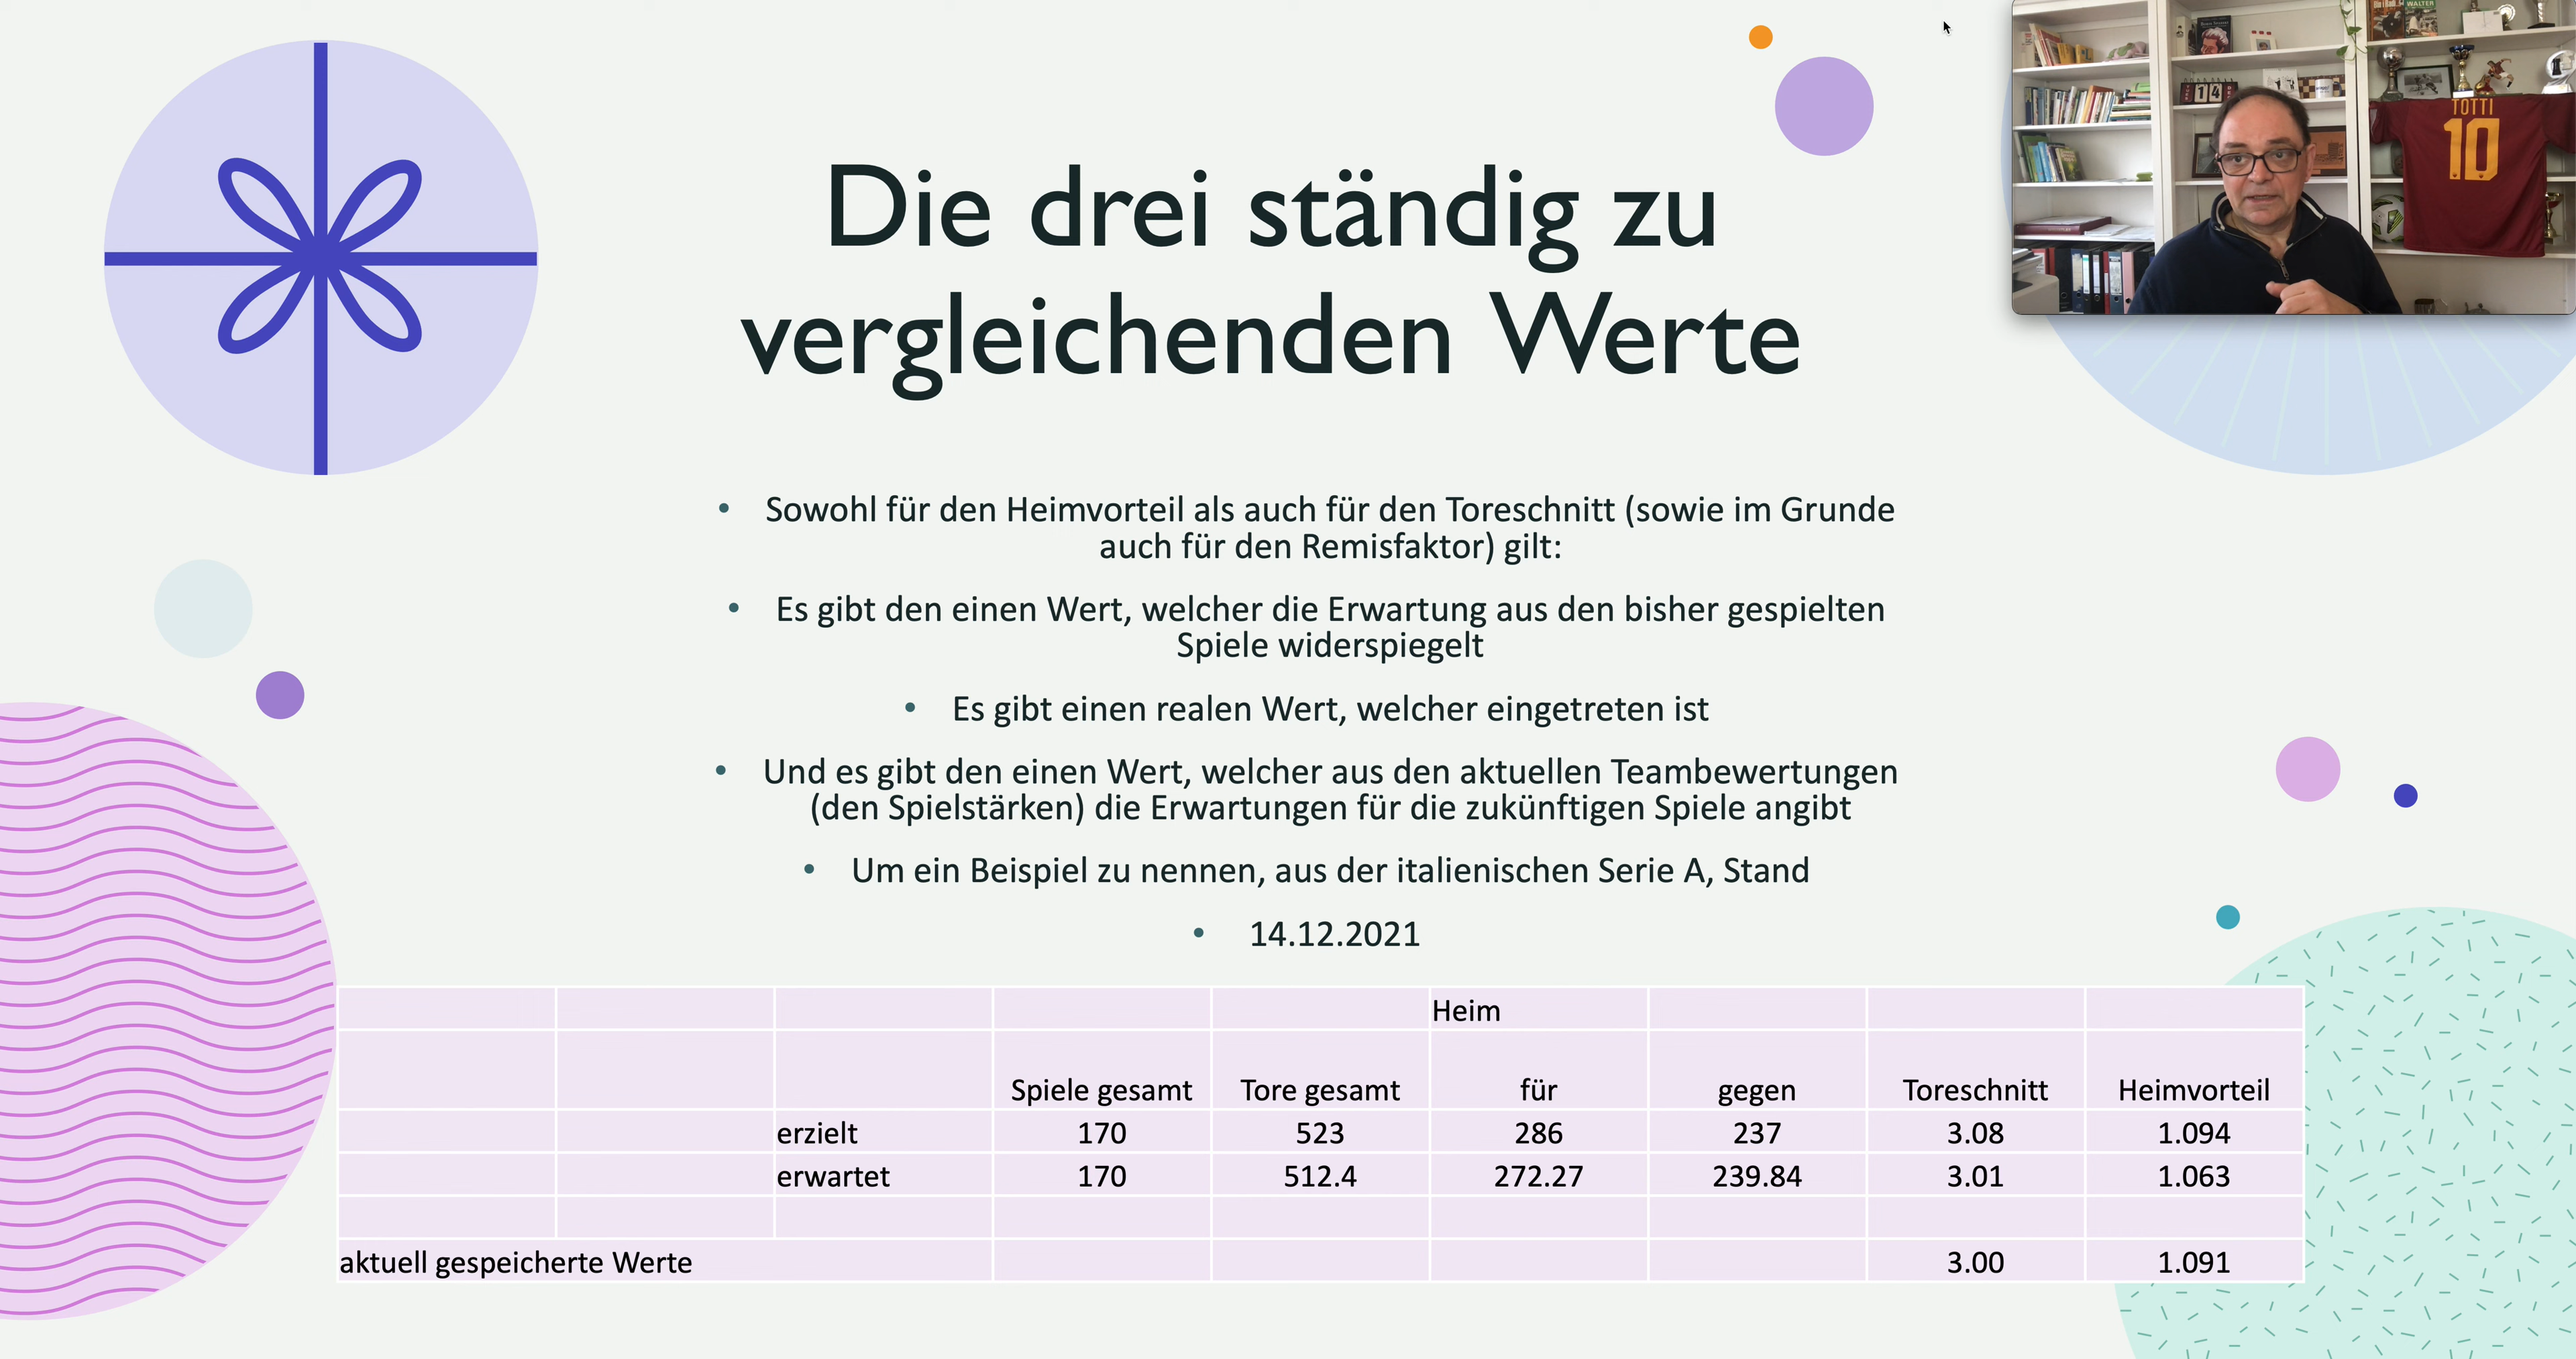 Die drei ständig zu
vergleichenden Werte
WALTER
14
TOTTI
10
• Sowohl für den Heimvorteil als auch für den Toreschnitt (sowie im Grunde
auch für den Remisfaktor) gilt:
• Es gibt den einen Wert, welcher die Erwartung aus den bisher gespielten
Spiele widerspiegelt
• Es gibt einen realen Wert, welcher eingetreten ist
• Und es gibt den einen Wert, welcher aus den aktuellen Teambewertungen
(den Spielstärken) die Erwartungen für die zukünftigen Spiele angibt
• Um ein Beispiel zu nennen, aus der italienischen Serie A, Stand
• 14.12.2021
Heim
Spiele gesamt Tore gesamt für gegen Toreschnitt Heimvorteil
erzielt 170 523 286 237 3.08 1.094
erwartet 170 512.4 272.27 239.84 3.01 1.063
aktuell gespeicherte Werte 3.00 1.091